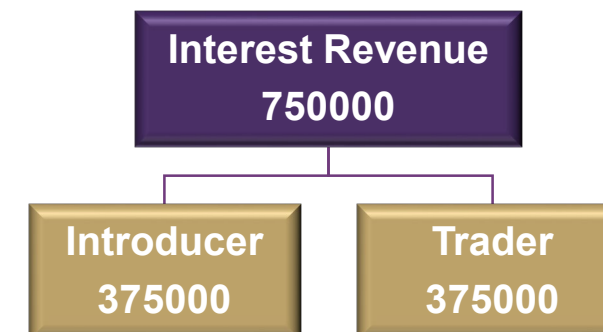 Interest Revenue
750000
Introducer
375000
Trader
375000